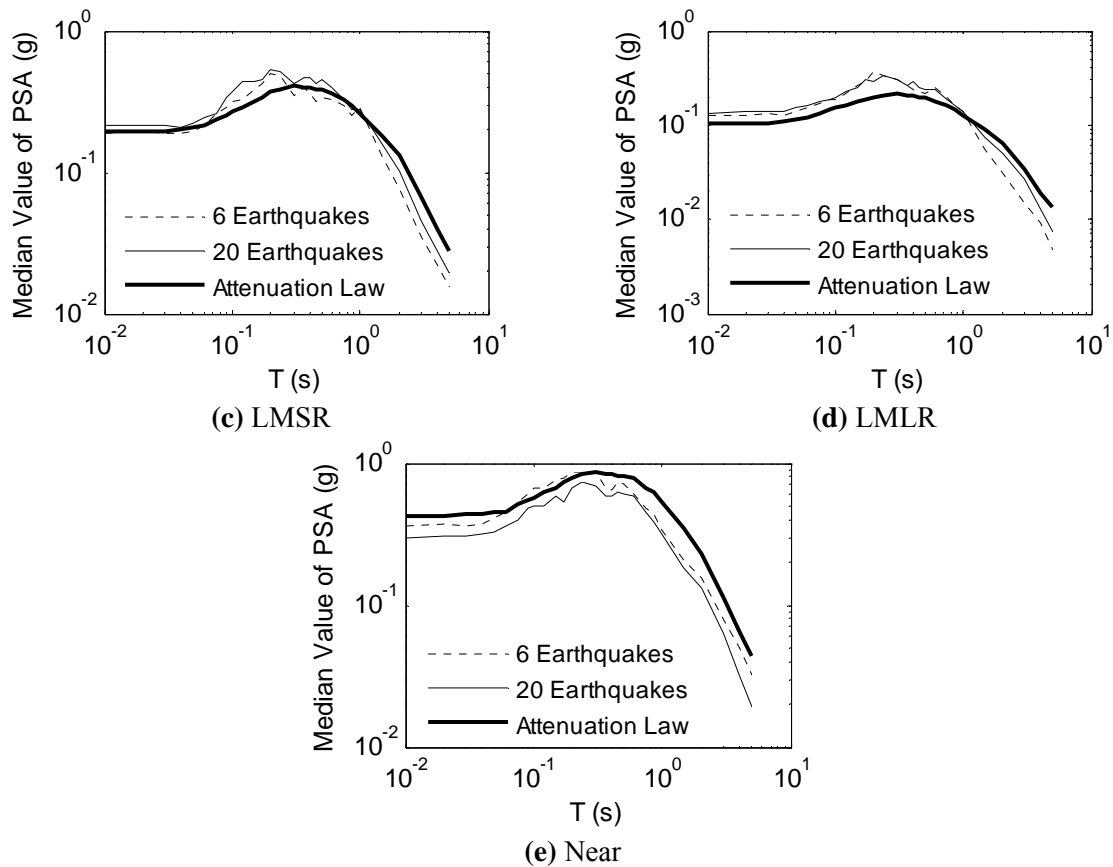 10^0
10^-1
10^-2
Median Value of PSA (g)
6 Earthquakes
20 Earthquakes
Attenuation Law
10^-2 10^-1 10^0 10^1
T (s)
(c) LMSR
10^0
10^-1
10^-2
10^-3
Median Value of PSA (g)
6 Earthquakes
20 Earthquakes
Attenuation Law
10^-2 10^-1 10^0 10^1
T (s)
(d) LMLR
10^0
10^-1
10^-2
Median Value of PSA (g)
6 Earthquakes
20 Earthquakes
Attenuation Law
10^-2 10^-1 10^0 10^1
T (s)
(e) Near